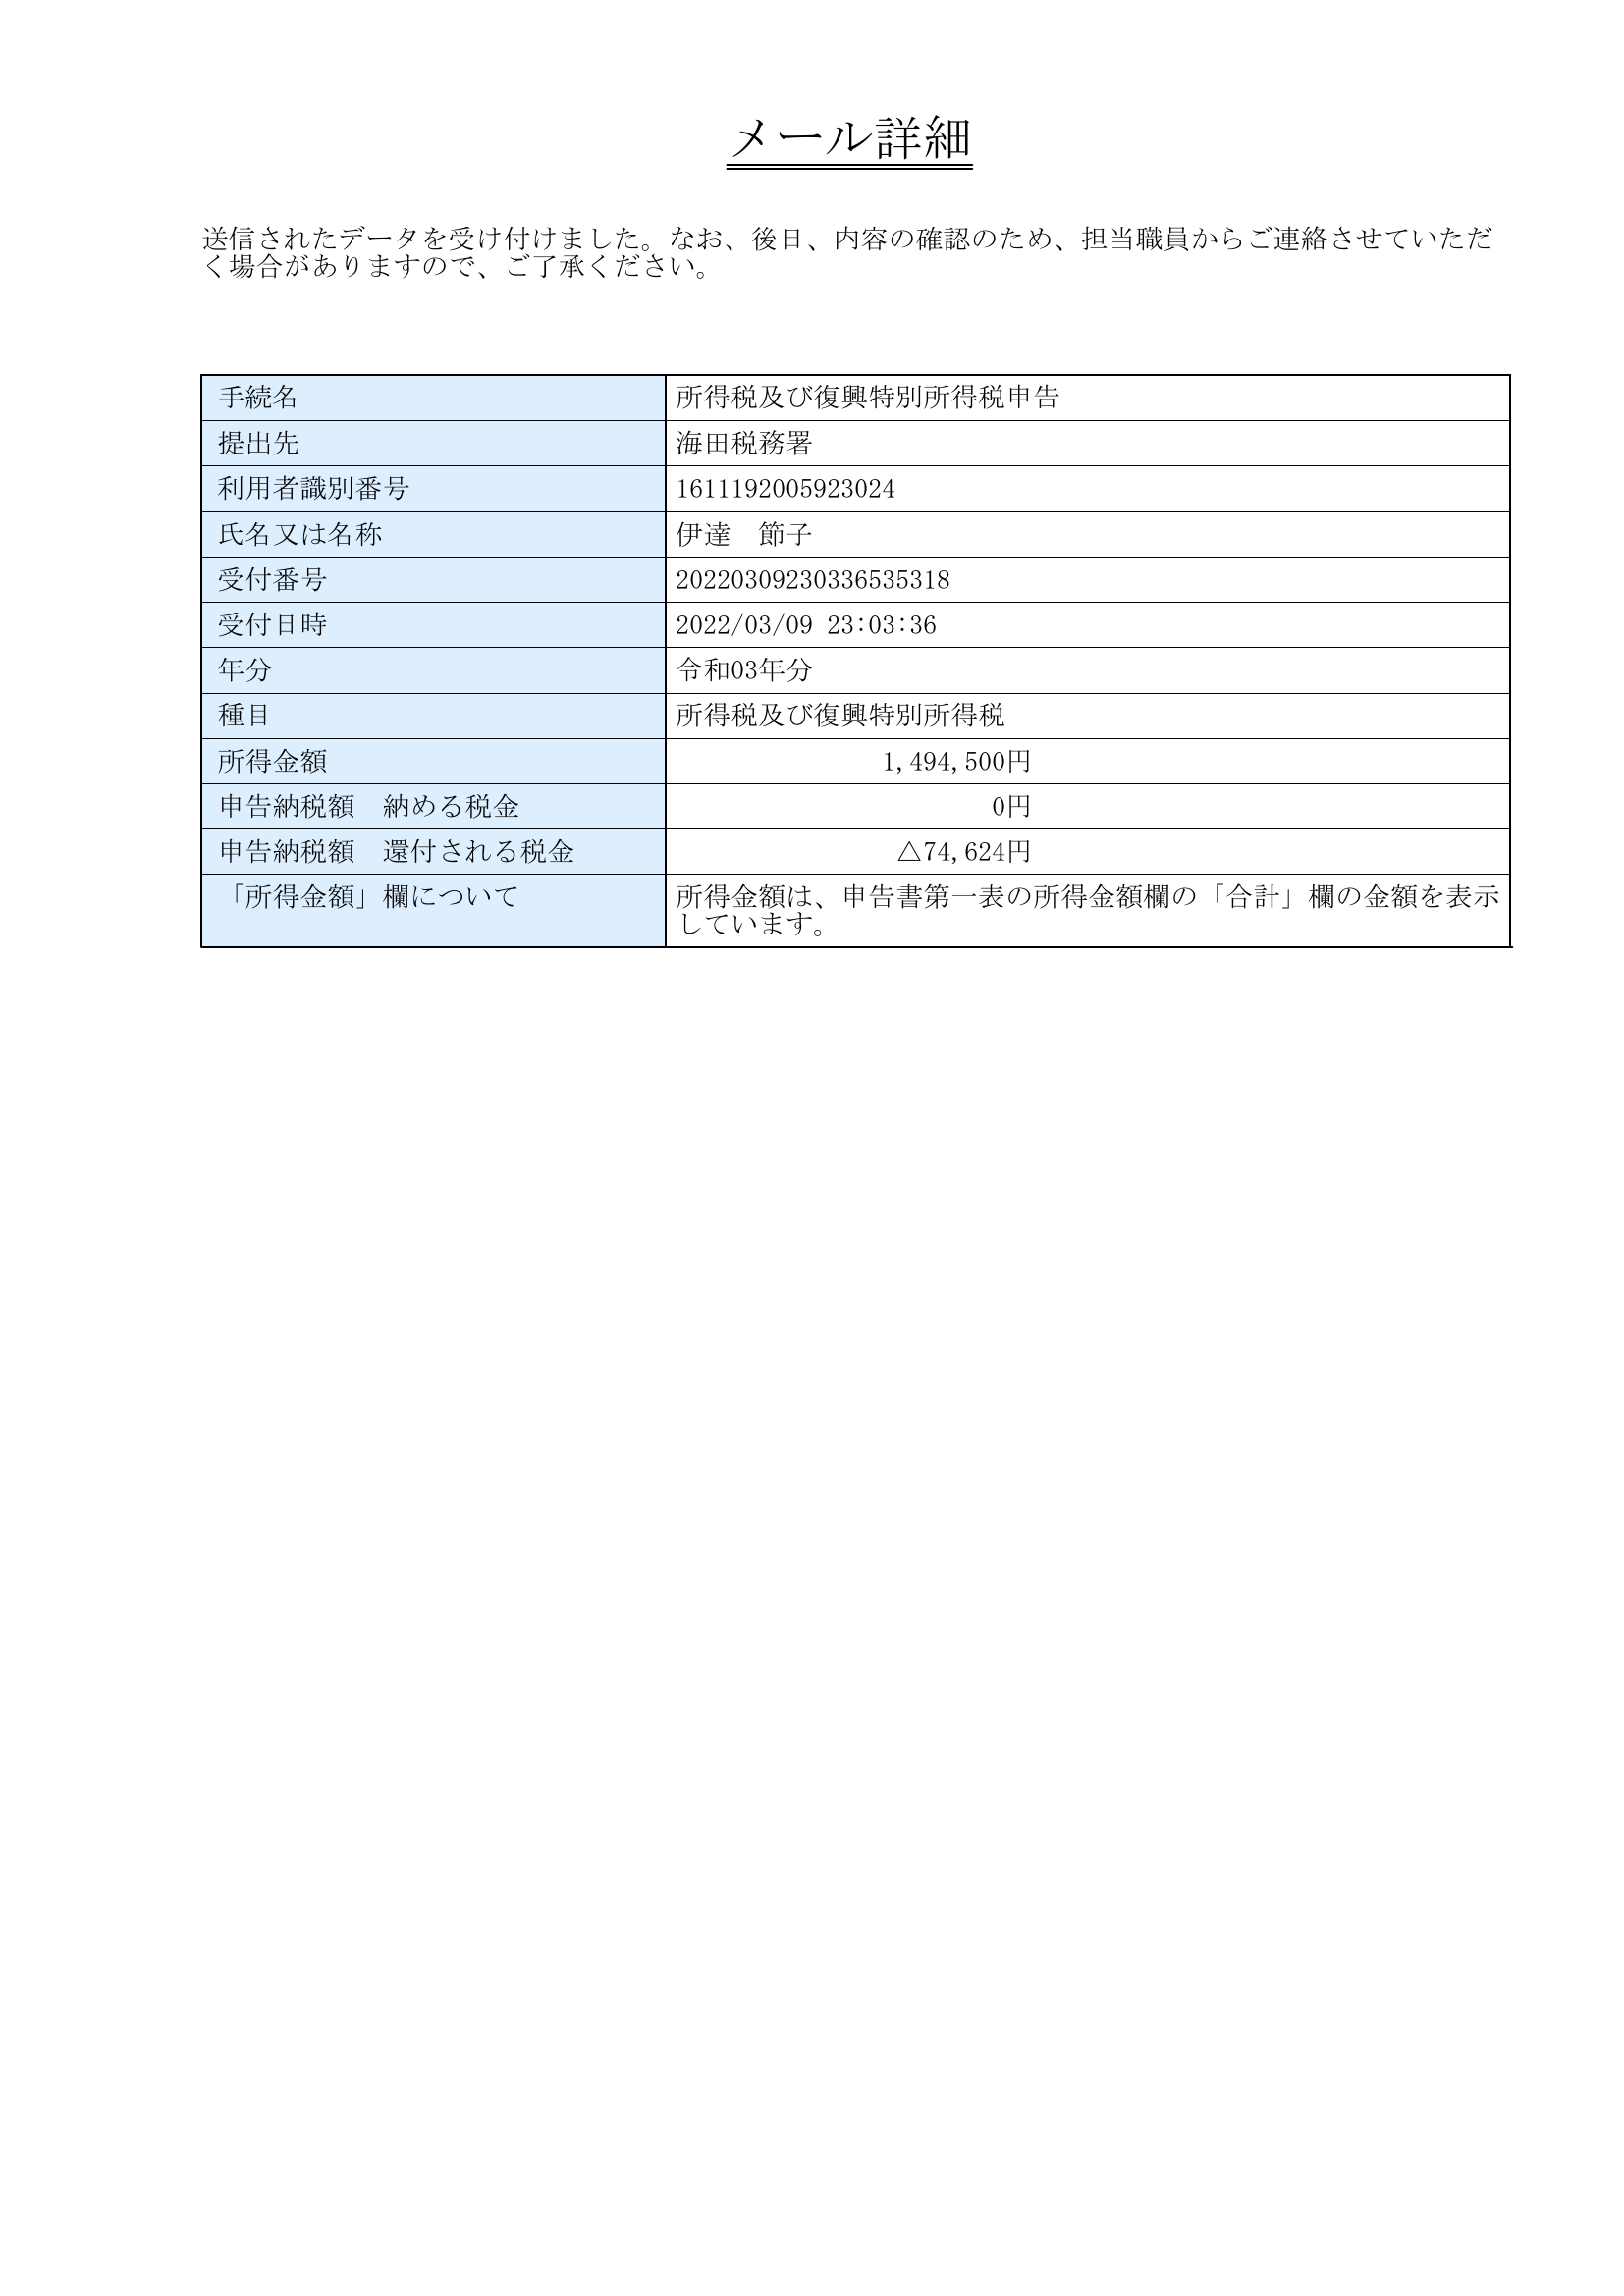 メール詳細
送信されたデータを受け付けました。なお、後日、内容の確認のため、担当職員からご連絡させていただ
く場合がありますので、ご了承ください。
手続名 所得税及び復興特別所得税申告
提出先 海田税務署
利用者識別番号 1611192005923024
氏名又は名称 伊達　節子
受付番号 20220309230336535318
受付日時 2022/03/09 23:03:36
年分 令和03年分
種目 所得税及び復興特別所得税
所得金額 1,494,500円
申告納税額　納める税金 0円
申告納税額　還付される税金 △74,624円
「所得金額」欄について 所得金額は、申告書第一表の所得金額欄の「合計」欄の金額を表示
しています。